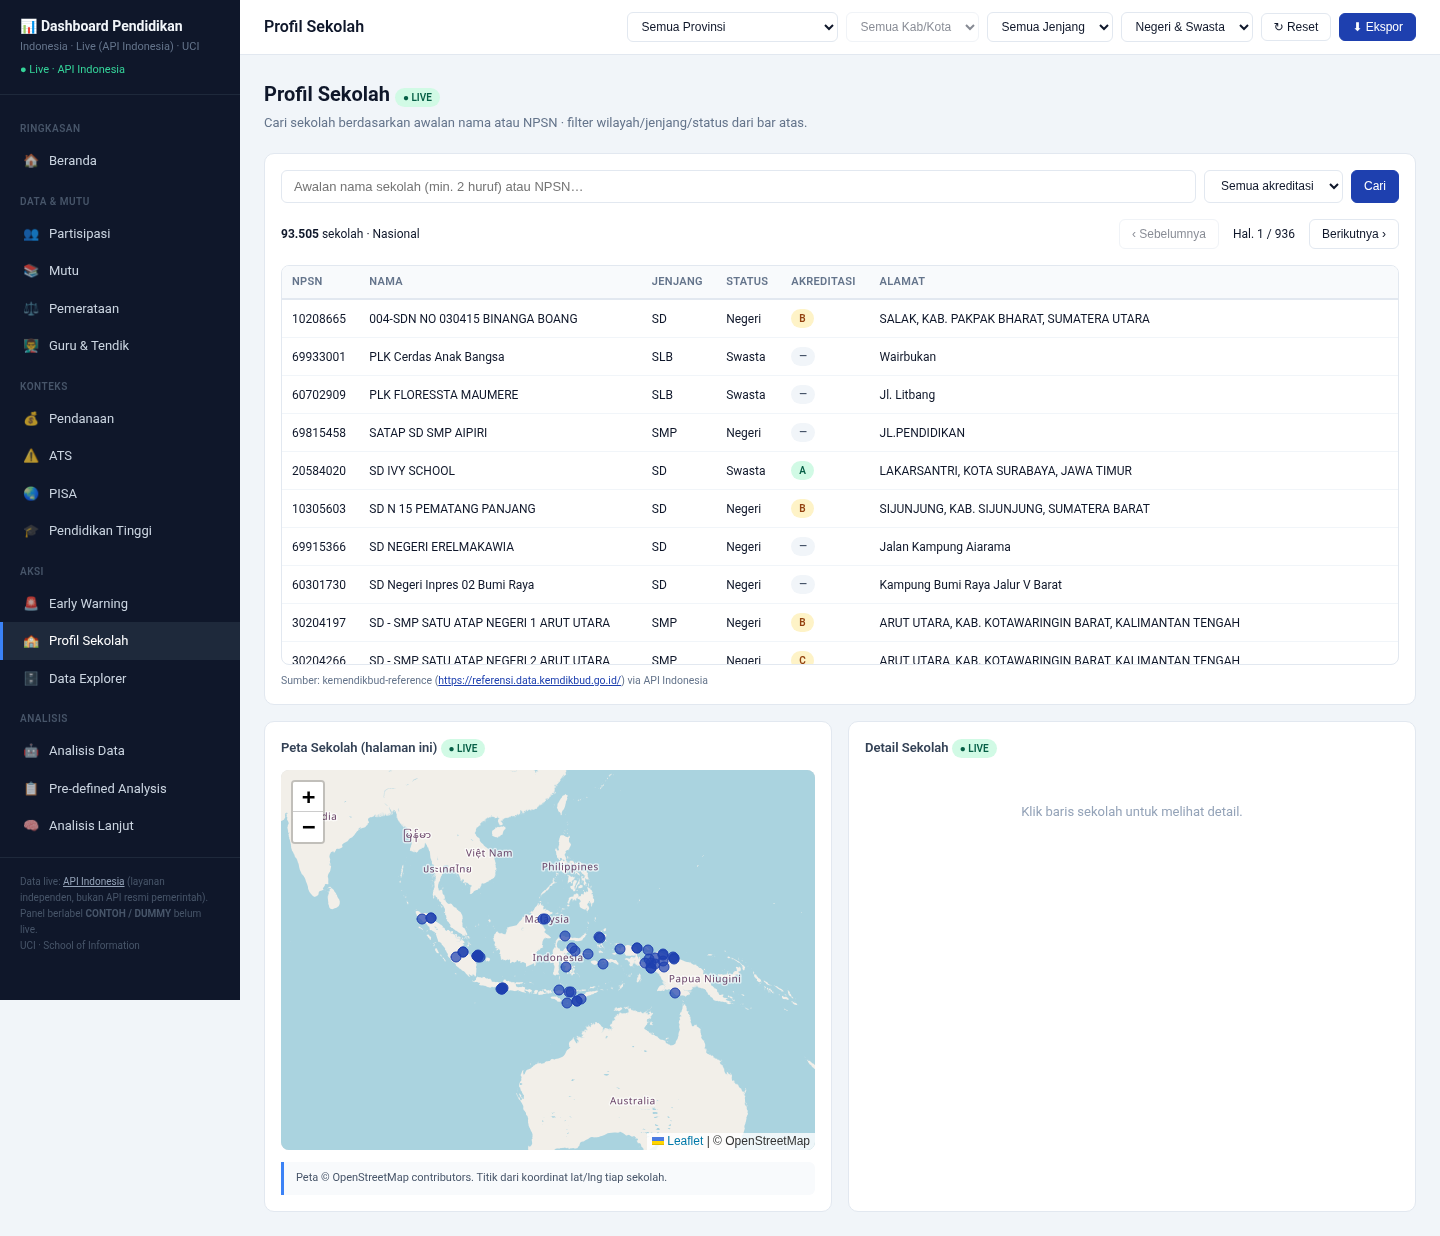 📊 Dashboard Pendidikan
Indonesia · Live (API Indonesia) · UCI
● Live · API Indonesia
RINGKASAN
Beranda
DATA & MUTU
Partisipasi
Mutu
Pemerataan
Guru & Tendik
KONTEKS
Pendanaan
ATS
PISA
Pendidikan Tinggi
AKSI
Early Warning
Profil Sekolah
Data Explorer
ANALISIS
Analisis Data
Pre-defined Analysis
Analisis Lanjut
Data live: API Indonesia (layanan
independen, bukan API resmi pemerintah).
Panel berlabel CONTOH / DUMMY belum
live.
UCI · School of Information
Profil Sekolah
Semua Provinsi
Semua Kab/Kota
Semua Jenjang
Negeri & Swasta
↻ Reset
⬇ Ekspor
Profil Sekolah ● LIVE
Cari sekolah berdasarkan awalan nama atau NPSN · filter wilayah/jenjang/status dari bar atas.
Awalan nama sekolah (min. 2 huruf) atau NPSN…
Semua akreditasi
Cari
93.505 sekolah · Nasional
‹ Sebelumnya
Hal. 1 / 936
Berikutnya ›
NPSN NAMA JENJANG STATUS AKREDITASI ALAMAT
10208665 004-SDN NO 030415 BINANGA BOANG SD Negeri B SALAK, KAB. PAKPAK BHARAT, SUMATERA UTARA
69933001 PLK Cerdas Anak Bangsa SLB Swasta — Wairbukan
60702909 PLK FLORESSTA MAUMERE SLB Swasta — Jl. Litbang
69815458 SATAP SD SMP AIPIRI SMP Negeri — JL.PENDIDIKAN
20584020 SD IVY SCHOOL SD Swasta A LAKARSANTRI, KOTA SURABAYA, JAWA TIMUR
10305603 SD N 15 PEMATANG PANJANG SD Negeri B SIJUNJUNG, KAB. SIJUNJUNG, SUMATERA BARAT
69915366 SD NEGERI ERELMAKAWIA SD Negeri — Jalan Kampung Aiarama
60301730 SD Negeri Inpres 02 Bumi Raya SD Negeri — Kampung Bumi Raya Jalur V Barat
30204197 SD - SMP SATU ATAP NEGERI 1 ARUT UTARA SMP Negeri B ARUT UTARA, KAB. KOTAWARINGIN BARAT, KALIMANTAN TENGAH
30204266 SD - SMP SATU ATAP NEGERI 2 ARUT UTARA SMP Negeri C ARUT UTARA, KAB. KOTAWARINGIN BARAT, KALIMANTAN TENGAH
Sumber: kemendikbud-reference (https://referensi.data.kemdikbud.go.id/) via API Indonesia
Peta Sekolah (halaman ini) ● LIVE
+
−
dia
မြန်မာ
Việt Nam
ประเทศไทย
Philippines
Malaysia
Indonesia
Papua Niugini
Australia
Leaflet | © OpenStreetMap
Peta © OpenStreetMap contributors. Titik dari koordinat lat/lng tiap sekolah.
Detail Sekolah ● LIVE
Klik baris sekolah untuk melihat detail.